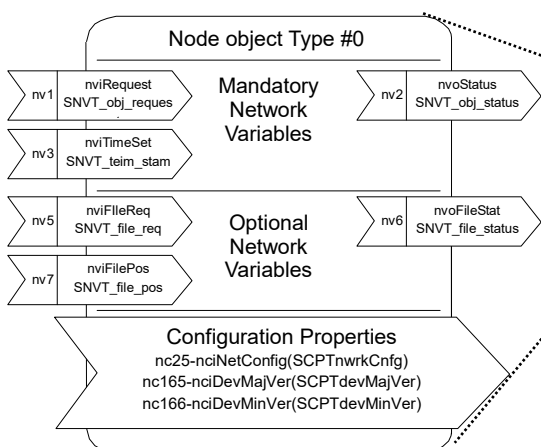 Node object Type #0
nv1
nviRequest
SNVT_obj_reques
Mandatory
Network
Variables
nv2
nvoStatus
SNVT_obj_status
nv3
nviTimeSet
SNVT_teim_stam
nv5
nviFIleReq
SNVT_file_req
Optional
Network
Variables
nv6
nvoFileStat
SNVT_file_status
nv7
nviFilePos
SNVT_file_pos
Configuration Properties
nc25-nciNetConfig(SCPTnwrkCnfg)
nc165-nciDevMajVer(SCPTdevMajVer)
nc166-nciDevMinVer(SCPTdevMinVer)